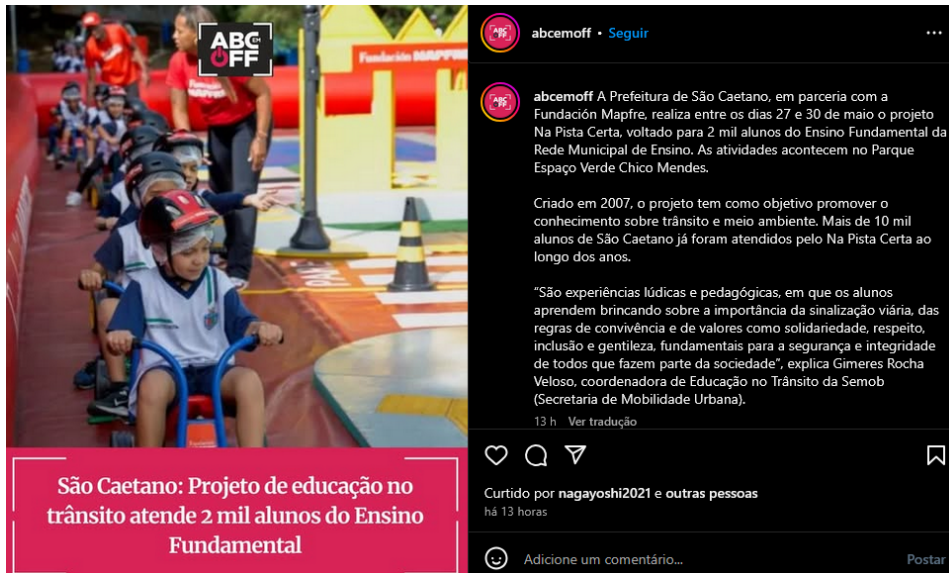 ABC EM
OFF
Fundación MAPFRE
Fundación
MAPFRE
São Caetano: Projeto de educação no
trânsito atende 2 mil alunos do Ensino
Fundamental
abcemoff • Seguir
abcemoff A Prefeitura de São Caetano, em parceria com a
Fundación Mapfre, realiza entre os dias 27 e 30 de maio o projeto
Na Pista Certa, voltado para 2 mil alunos do Ensino Fundamental da
Rede Municipal de Ensino. As atividades acontecem no Parque
Espaço Verde Chico Mendes.
Criado em 2007, o projeto tem como objetivo promover o
conhecimento sobre trânsito e meio ambiente. Mais de 10 mil
alunos de São Caetano já foram atendidos pelo Na Pista Certa ao
longo dos anos.
“São experiências lúdicas e pedagógicas, em que os alunos
aprendem brincando sobre a importância da sinalização viária, das
regras de convivência e de valores como solidariedade, respeito,
inclusão e gentileza, fundamentais para a segurança e integridade
de todos que fazem parte da sociedade”, explica Gimeres Rocha
Veloso, coordenadora de Educação no Trânsito da Semob
(Secretaria de Mobilidade Urbana).
13 h Ver tradução
Curtido por nagayoshi2021 e outras pessoas
há 13 horas
Adicione um comentário... Postar